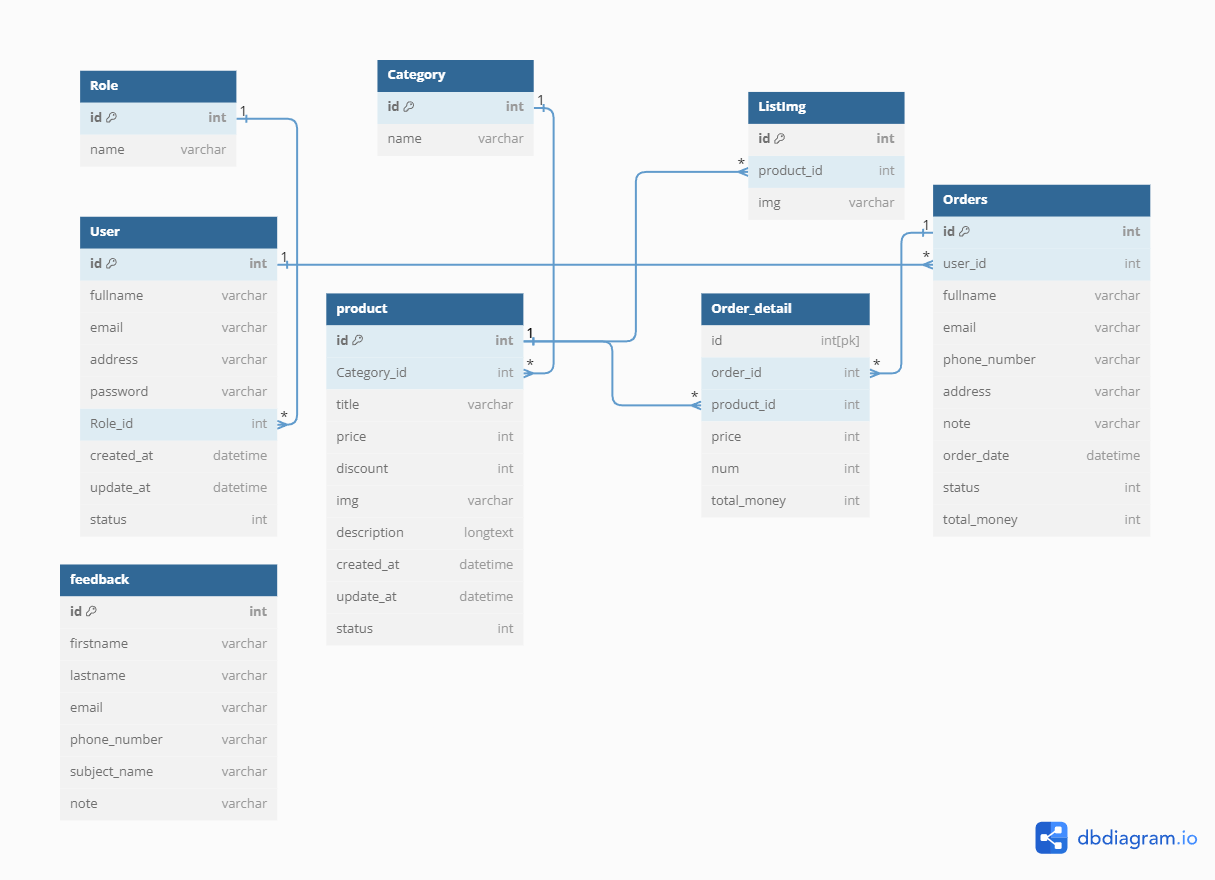 Role
id int
name varchar
Category
id int
name varchar
ListImg
id int
product_id int
img varchar
User
id int
fullname varchar
email varchar
address varchar
password varchar
Role_id int
created_at datetime
update_at datetime
status int
product
id int
Category_id int
title varchar
price int
discount int
img varchar
description longtext
created_at datetime
update_at datetime
status int
Order_detail
id int[pk]
order_id int
product_id int
price int
num int
total_money int
Orders
id int
user_id int
fullname varchar
email varchar
phone_number varchar
address varchar
note varchar
order_date datetime
status int
total_money int
feedback
id int
firstname varchar
lastname varchar
email varchar
phone_number varchar
subject_name varchar
note varchar
1
*
1
*
1
*
1
*
*
1
*
dbdiagram.io